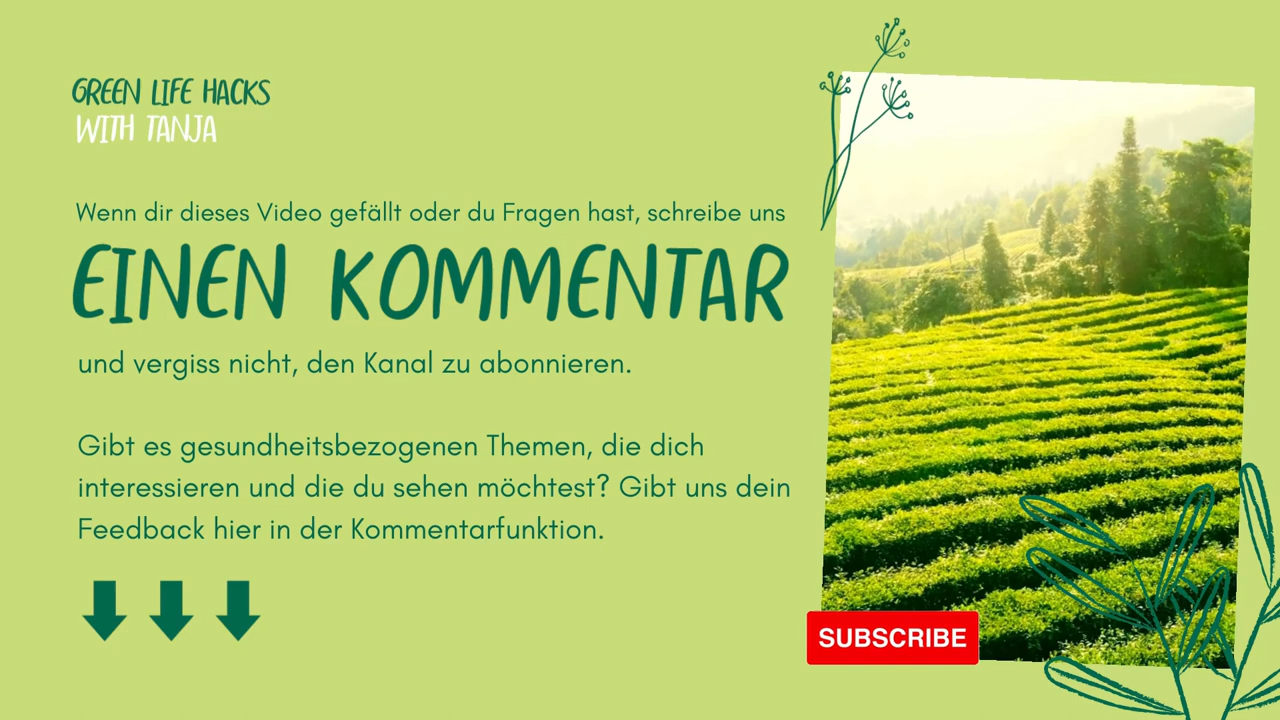 GREEN LIFE HACKS
WITH TANJA
Wenn dir dieses Video gefällt oder du Fragen hast, schreibe uns
EINEN KOMMENTAR
und vergiss nicht, den Kanal zu abonnieren.
Gibt es gesundheitsbezogenen Themen, die dich
interessieren und die du sehen möchtest? Gibt uns dein
Feedback hier in der Kommentarfunktion.
SUBSCRIBE